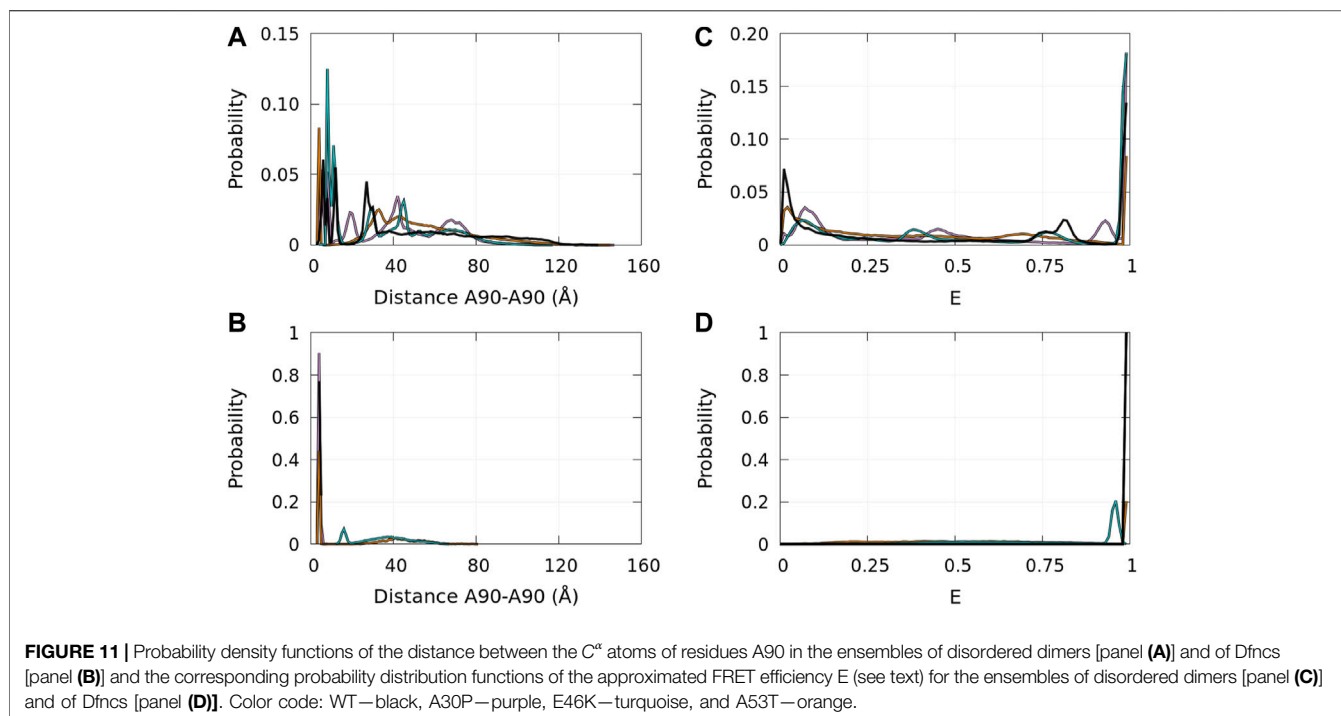 A
0.15
0.10
0.05
0
Probability
0 40 80 120 160
Distance A90-A90 (Å)
C
0.20
0.15
0.10
0.05
0
Probability
0 0.25 0.5 0.75 1
E
B
1
0.8
0.6
0.4
0.2
0
Probability
0 40 80 120 160
Distance A90-A90 (Å)
D
1
0.8
0.6
0.4
0.2
0
Probability
0 0.25 0.5 0.75 1
E
FIGURE 11 | Probability density functions of the distance between the Cα atoms of residues A90 in the ensembles of disordered dimers [panel (A)] and of Dfncs
[panel (B)] and the corresponding probability distribution functions of the approximated FRET efficiency E (see text) for the ensembles of disordered dimers [panel (C)]
and of Dfncs [panel (D)]. Color code: WT—black, A30P—purple, E46K—turquoise, and A53T—orange.